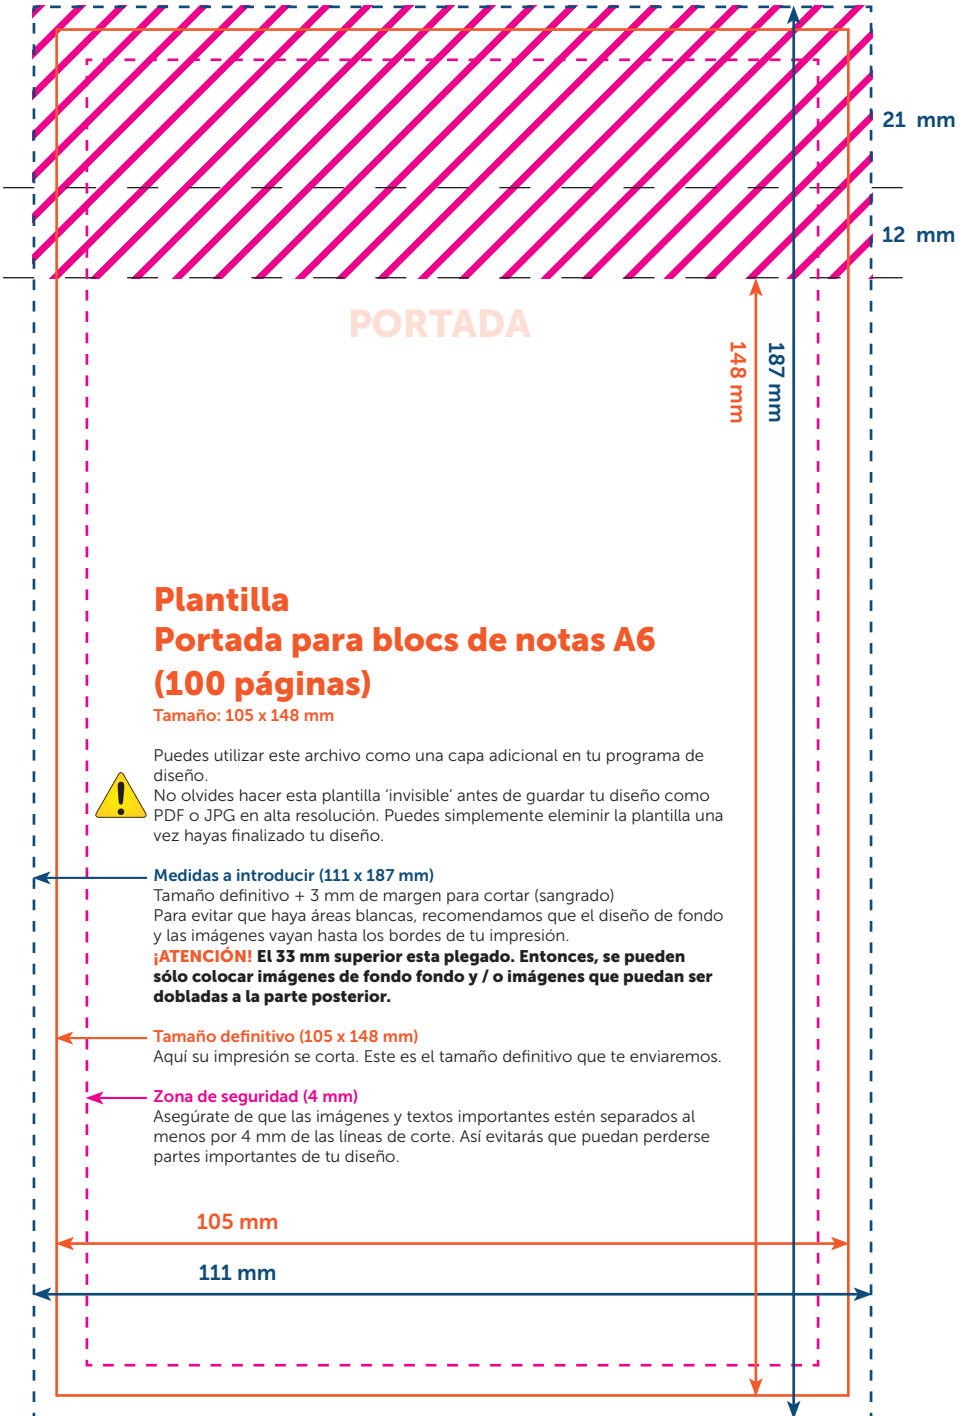 21 mm
12 mm
PORTADA
148 mm
187 mm
Plantilla
Portada para blocs de notas A6
(100 páginas)
Tamaño: 105 x 148 mm
Puedes utilizar este archivo como una capa adicional en tu programa de
diseño.
No olvides hacer esta plantilla ‘invisible’ antes de guardar tu diseño como
PDF o JPG en alta resolución. Puedes simplemente eleminir la plantilla una
vez hayas finalizado tu diseño.
Medidas a introducir (111 x 187 mm)
Tamaño definitivo + 3 mm de margen para cortar (sangrado)
Para evitar que haya áreas blancas, recomendamos que el diseño de fondo
y las imágenes vayan hasta los bordes de tu impresión.
¡ATENCIÓN! El 33 mm superior esta plegado. Entonces, se pueden
sólo colocar imágenes de fondo fondo y / o imágenes que puedan ser
dobladas a la parte posterior.
Tamaño definitivo (105 x 148 mm)
Aquí su impresión se corta. Este es el tamaño definitivo que te enviaremos.
Zona de seguridad (4 mm)
Asegúrate de que las imágenes y textos importantes estén separados al
menos por 4 mm de las líneas de corte. Así evitarás que puedan perderse
partes importantes de tu diseño.
105 mm
111 mm